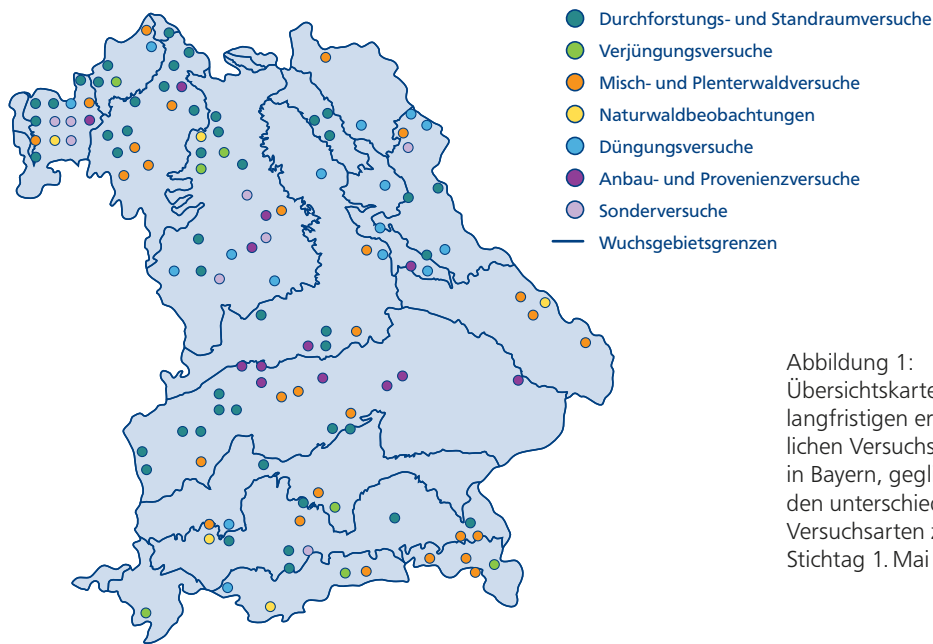 Durchforstungs- und Standraumversuche
Verjüngungsversuche
Misch- und Plenterwaldversuche
Naturwaldbeobachtungen
Düngungsversuche
Anbau- und Provenienzversuche
Sonderversuche
Wuchsgebietsgrenzen
Abbildung 1:
Übersichtskarte
langfristigen er
lichen Versuchs
in Bayern, gegl
den unterschied
Versuchsarten z
Stichtag 1. Mai